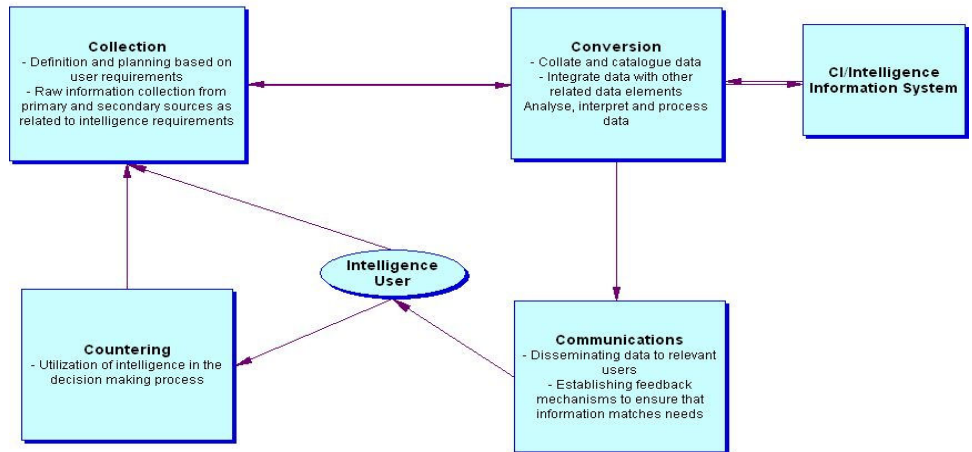 Collection
- Definition and planning based on
user requirements
- Raw information collection from
primary and secondary sources as
related to intelligence requirements
Conversion
- Collate and catalogue data
- Integrate data with other
related data elements
Analyse, interpret and process
data
CI/Intelligence
Information System
Intelligence
User
Countering
- Utilization of intelligence in the
decision making process
Communications
- Disseminating data to relevant
users
- Establishing feedback
mechanisms to ensure that
information matches needs